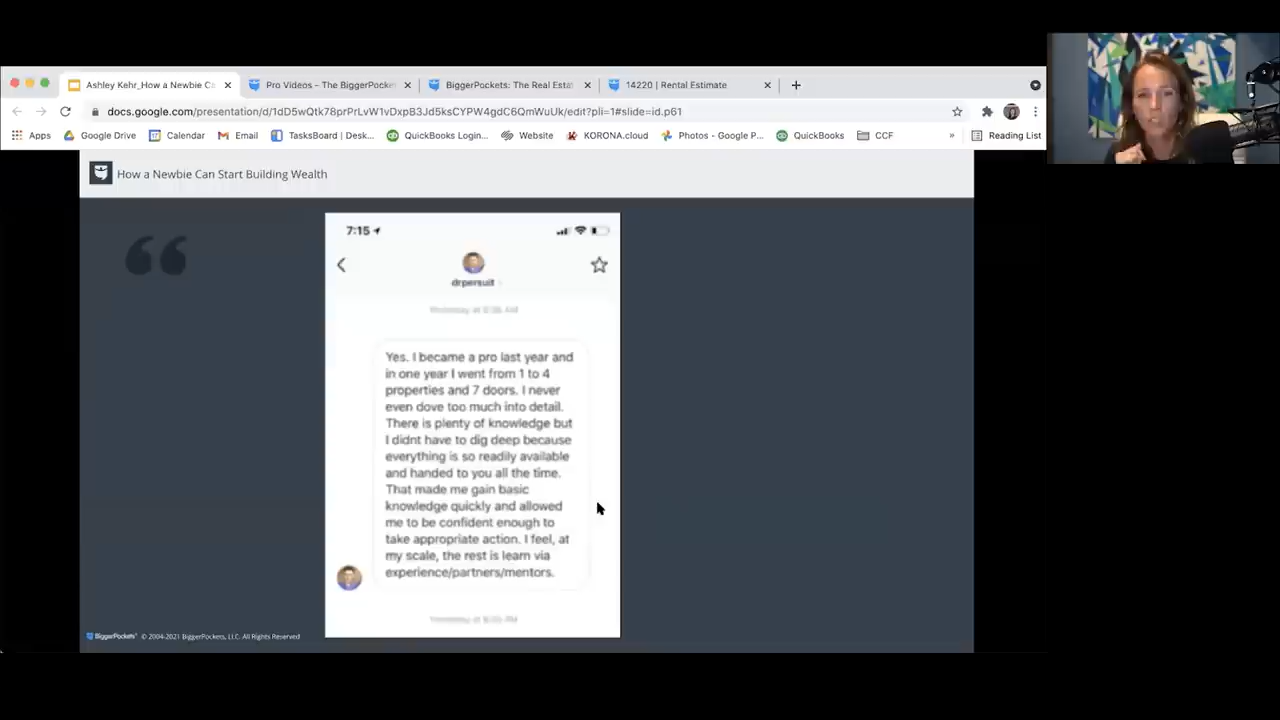 Ashley Kehr_How a Newbie Ca
Pro Videos – The BiggerPocket
BiggerPockets: The Real Estat
14220 | Rental Estimate
docs.google.com/presentation/d/1dD5wQtk78prPrLvW1vDxpB3Jd5ksCYPW4gdC6QmWuUk/edit?pli=1#slide=id.p61
Apps Google Drive Calendar Email TasksBoard | Desk... QuickBooks Login... Website KORONA.cloud Photos - Google P... QuickBooks CCF » Reading List
How a Newbie Can Start Building Wealth
7:15
drpersuit
Yes. I became a pro last year and
in one year I went from 1 to 4
properties and 7 doors. I never
even dove too much into detail.
There is plenty of knowledge but
I didnt have to dig deep because
everything is so readily available
and handed to you all the time.
That made me gain basic
knowledge quickly and allowed
me to be confident enough to
take appropriate action. I feel, at
my scale, the rest is learn via
experience/partners/mentors.
BiggerPockets © 2004-2021 BiggerPockets, LLC. All Rights Reserved